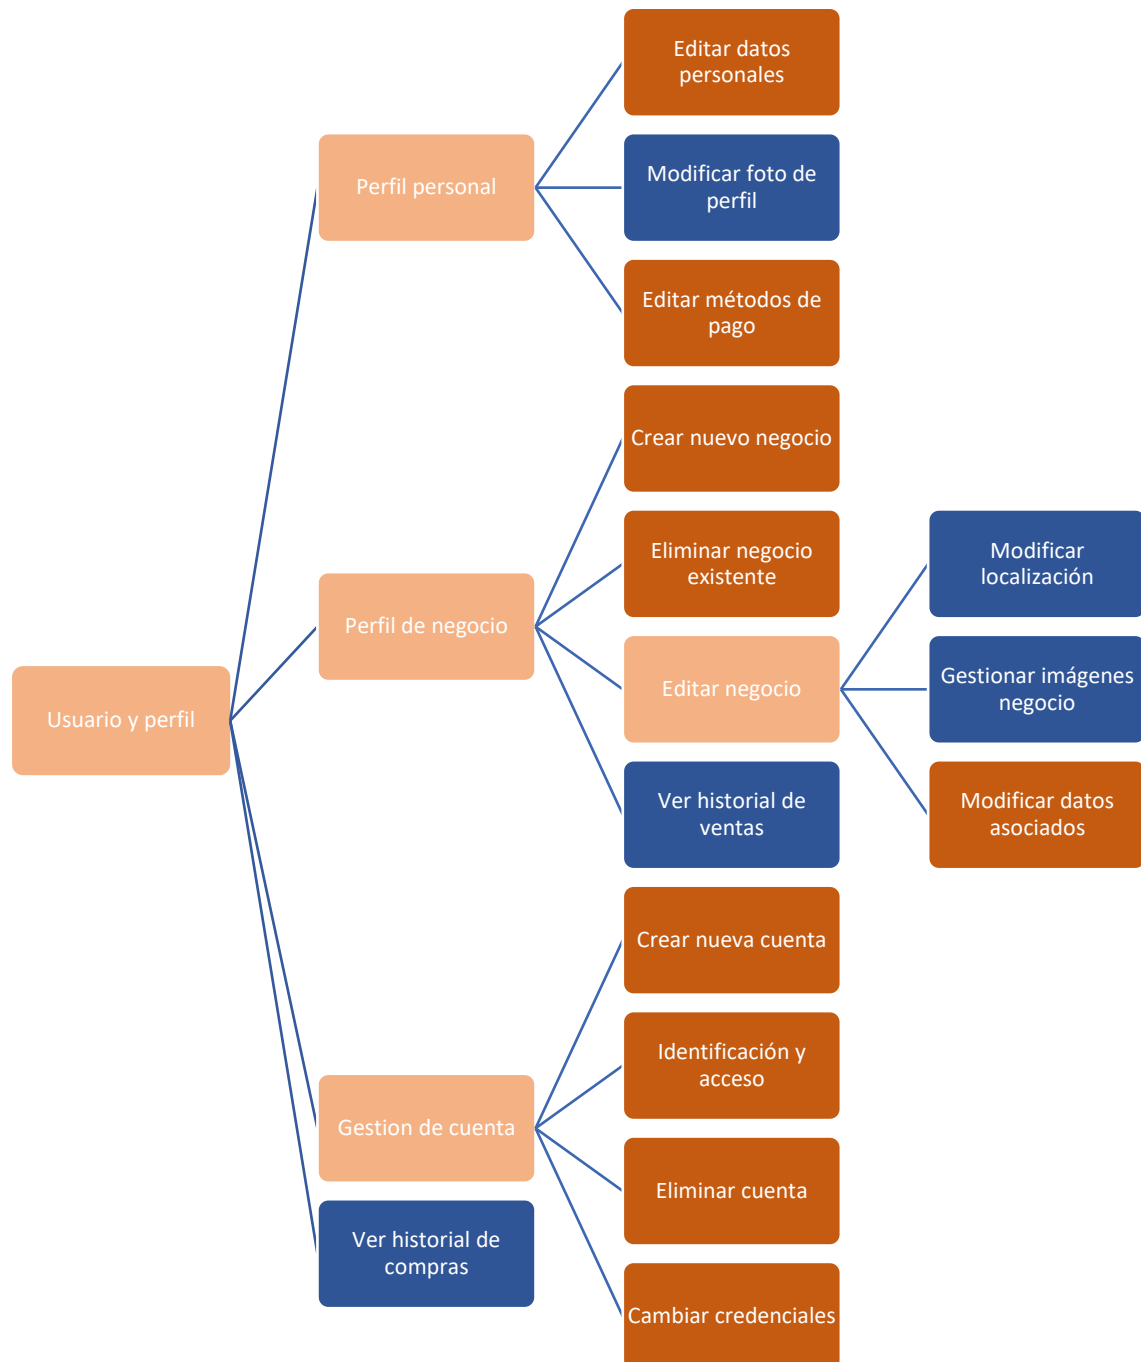 Editar datos
personales
Perfil personal
Modificar foto de
perfil
Editar métodos de
pago
Crear nuevo negocio
Eliminar negocio
existente
Modificar
localización
Perfil de negocio
Editar negocio
Gestionar imágenes
negocio
Usuario y perfil
Ver historial de
ventas
Modificar datos
asociados
Crear nueva cuenta
Identificación y
acceso
Gestion de cuenta
Eliminar cuenta
Ver historial de
compras
Cambiar credenciales